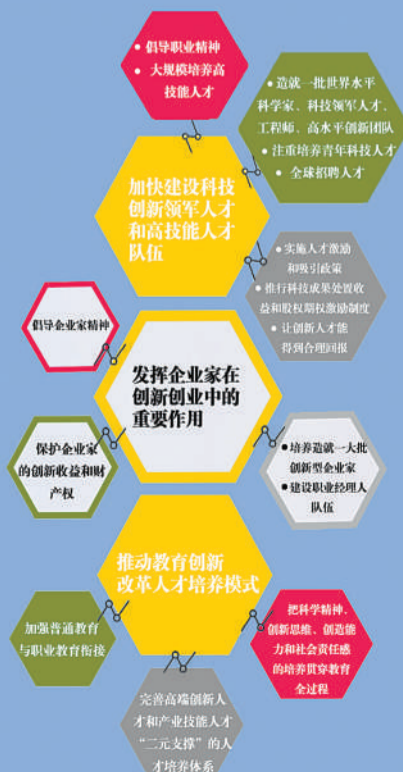 ● 倡导职业精神
● 大规模培养高
技能人才
● 造就一批世界水平
科学家、科技领军人才、
工程师、高水平创新团队
● 注重培养青年科技人才
● 全球招聘人才
加快建设科技
创新领军人才
和高技能人才
队伍
● 实施人才激励
和吸引政策
● 推行科技成果处置收
益和股权期权激励制度
● 让创新人才能
得到合理回报
倡导企业家精神
发挥企业家在
创新创业中的
重要作用
保护企业家
的创新收益和财
产权
● 培养造就一大批
创新型企业家
● 建设职业经理人
队伍
推动教育创新
改革人才培养模式
加强普通教育
与职业教育衔接
把科学精神、
创新思维、创造能
力和社会责任感
的培养贯穿教育
全过程
完善高端创新人
才和产业技能人才
“二元支撑”的人
才培养体系